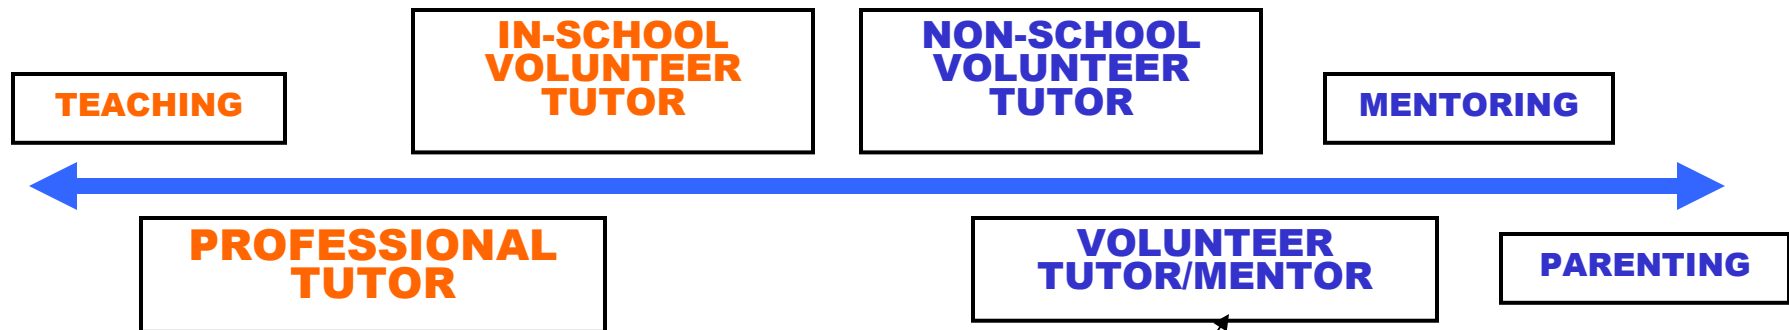 IN-SCHOOL
VOLUNTEER
TUTOR
NON-SCHOOL
VOLUNTEER
TUTOR
TEACHING
MENTORING
PROFESSIONAL
TUTOR
VOLUNTEER
TUTOR/MENTOR
PARENTING